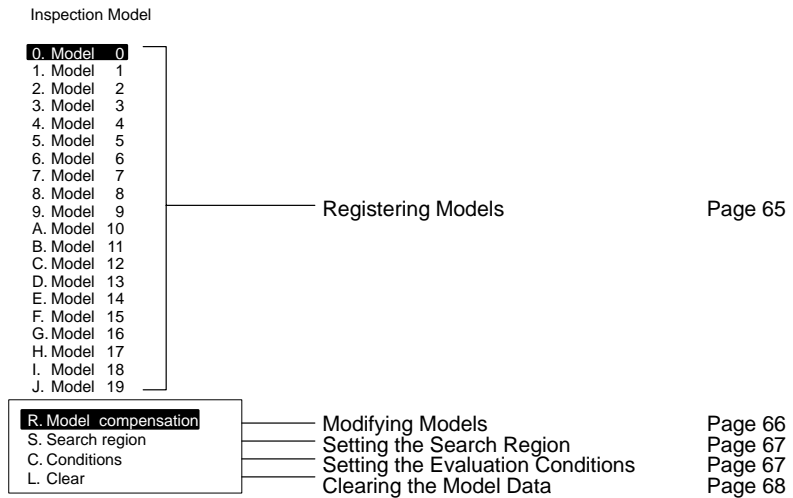 Inspection Model
0. Model 0
1. Model 1
2. Model 2
3. Model 3
4. Model 4
5. Model 5
6. Model 6
7. Model 7
8. Model 8
9. Model 9
Registering Models Page 65
A. Model 10
B. Model 11
C. Model 12
D. Model 13
E. Model 14
F. Model 15
G. Model 16
H. Model 17
I. Model 18
J. Model 19
R. Model compensation Modifying Models Page 66
S. Search region Setting the Search Region Page 67
C. Conditions Setting the Evaluation Conditions Page 67
L. Clear Clearing the Model Data Page 68